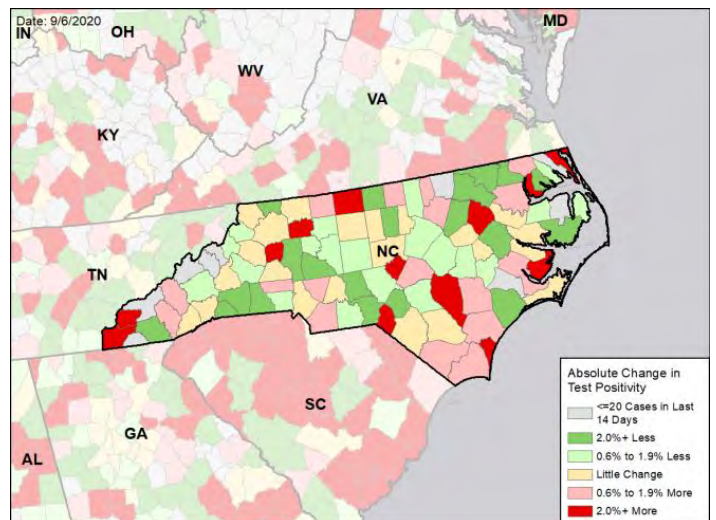 Date: 9/6/2020
IN
OH
MD
WV
VA
KY
TN
NC
SC
GA
AL
Absolute Change in
Test Positivity
<=20 Cases in Last
14 Days
2.0%+ Less
0.6% to 1.9% Less
Little Change
0.6% to 1.9% More
2.0%+ More